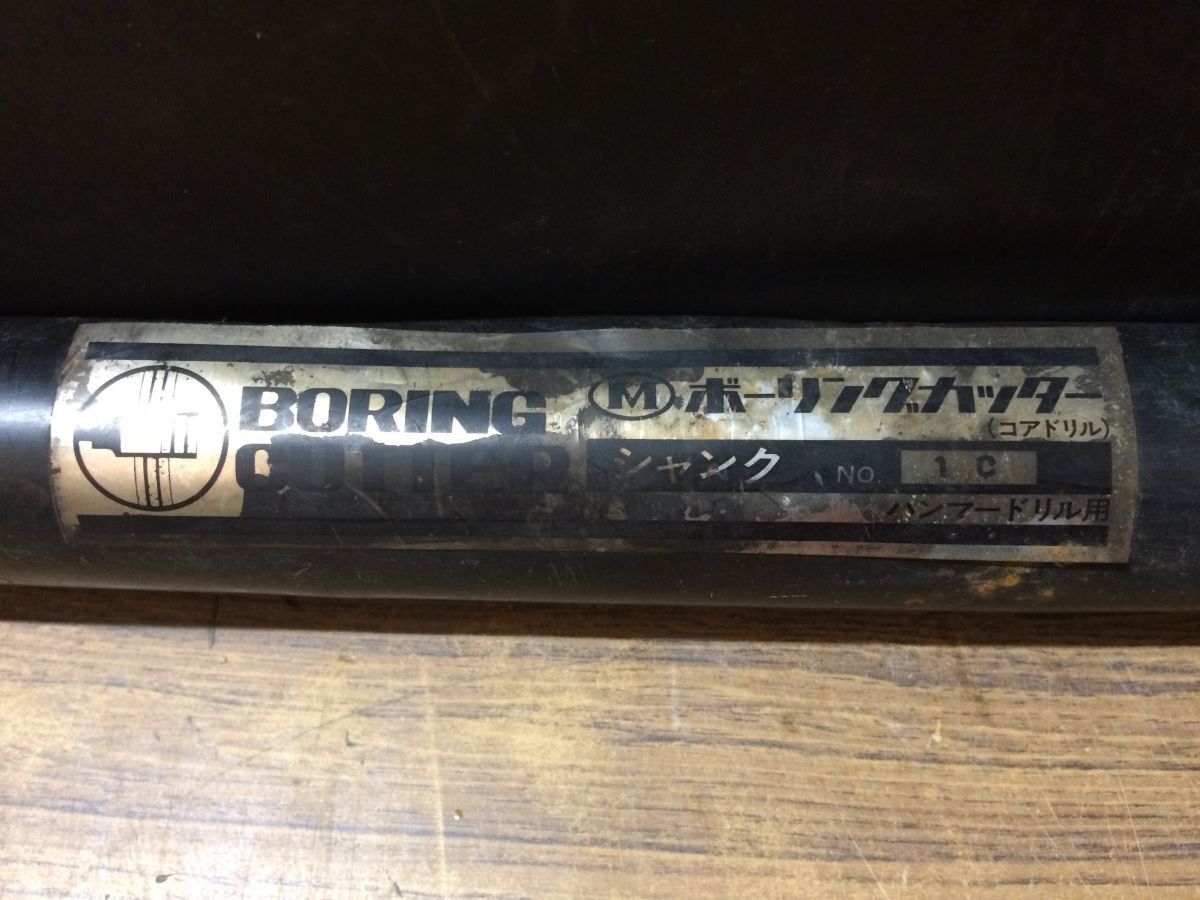 BORING
CUTTER
Ⓜボーリングカッター
(コアドリル)
シャンク NO. 1 C
ハンマードリル用